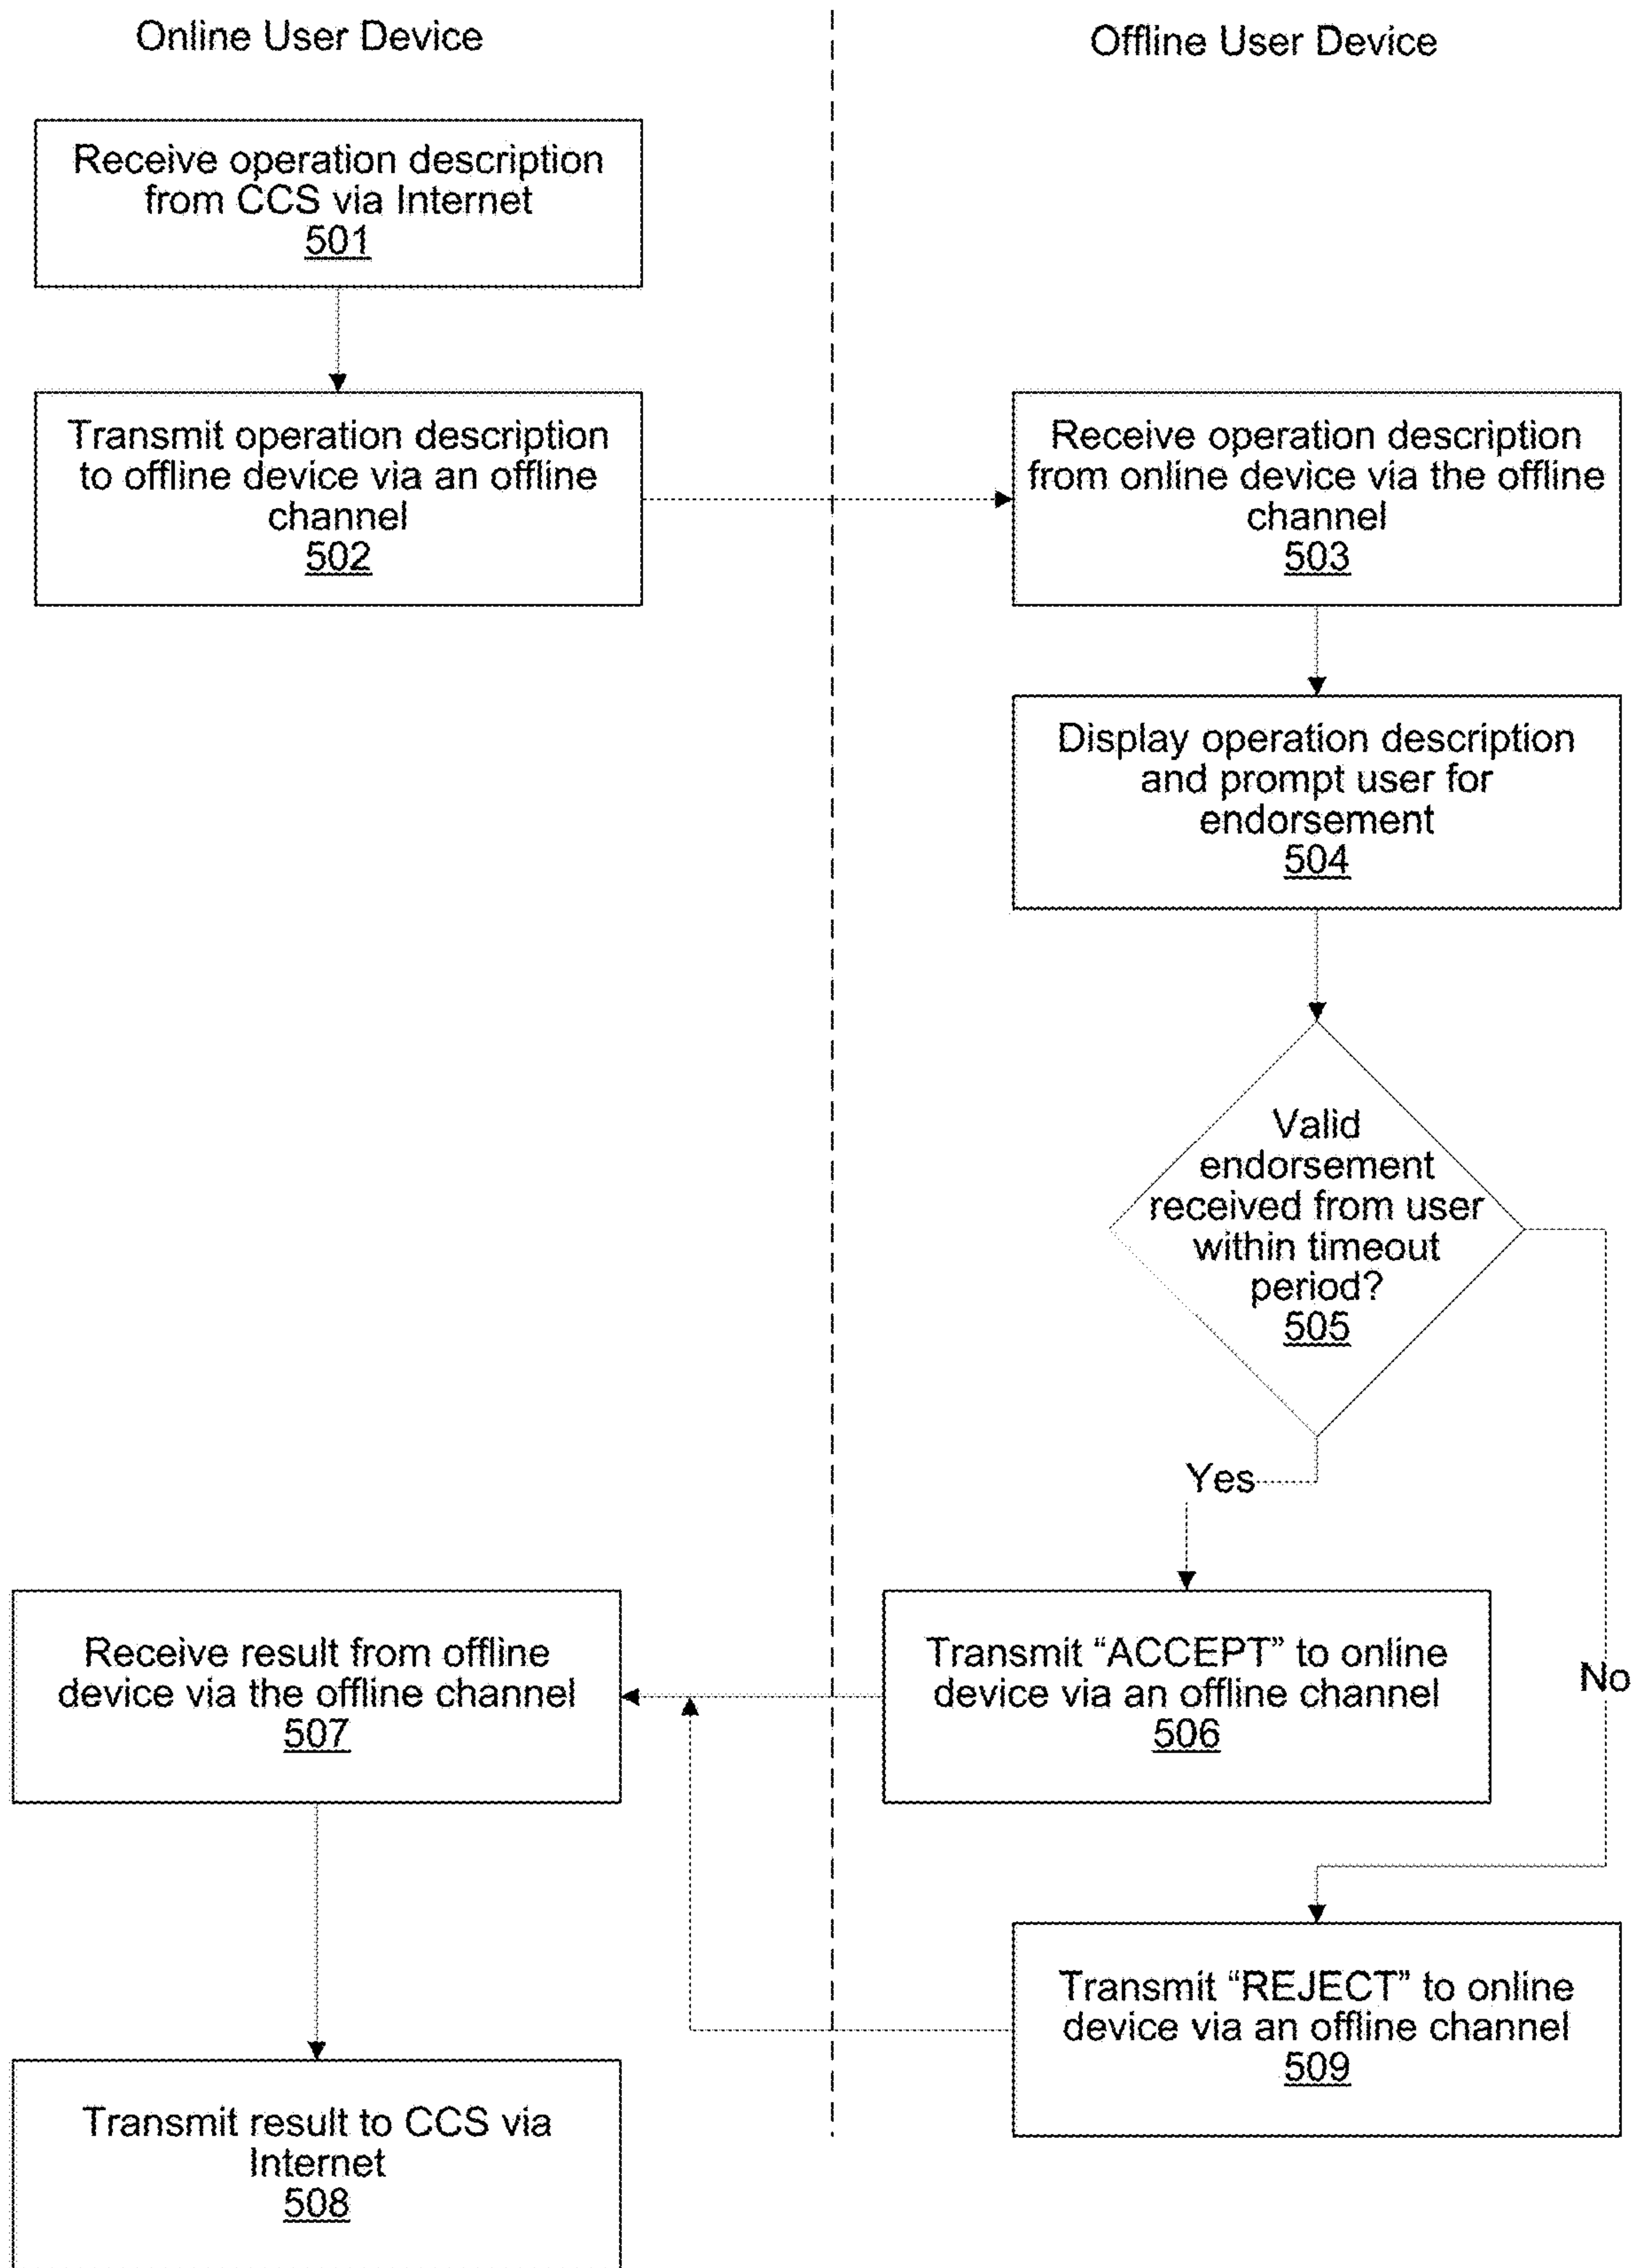 Online User Device
Offline User Device
Receive operation description
from CCS via Internet
501
Transmit operation description
to offline device via an offline
channel
502
Receive operation description
from online device via the offline
channel
503
Display operation description
and prompt user for
endorsement
504
Valid
endorsement
received from user
within timeout
period?
505
Yes
No
Transmit “ACCEPT” to online
device via an offline channel
506
Receive result from offline
device via the offline channel
507
Transmit “REJECT” to online
device via an offline channel
509
Transmit result to CCS via
Internet
508